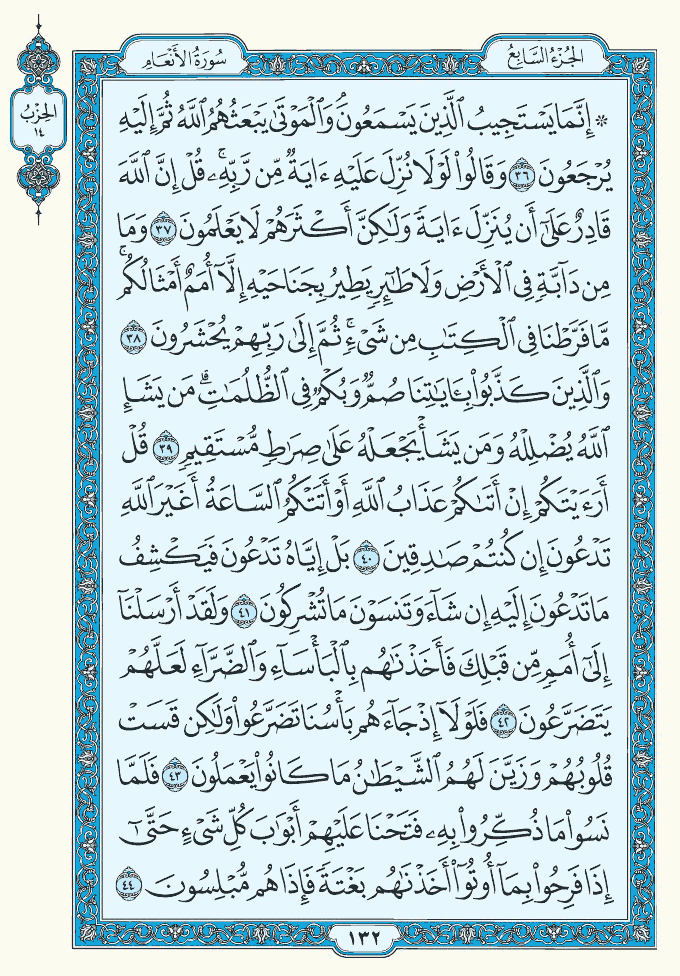 الجزء السابع
سورة الأنعام
الحزب
١٤
۞ إِنَّمَا يَسْتَجِيبُ ٱلَّذِينَ يَسْمَعُونَۘ وَٱلْمَوْتَىٰ يَبْعَثُهُمُ ٱللَّهُ ثُمَّ إِلَيْهِ
يُرْجَعُونَ ٣٦ وَقَالُوا۟ لَوْلَا نُزِّلَ عَلَيْهِ ءَايَةٌ مِّن رَّبِّهِۦۚ قُلْ إِنَّ ٱللَّهَ
قَادِرٌ عَلَىٰٓ أَن يُنَزِّلَ ءَايَةً وَلَـٰكِنَّ أَكْثَرَهُمْ لَا يَعْلَمُونَ ٣٧ وَمَا
مِن دَآبَّةٍ فِى ٱلْأَرْضِ وَلَا طَـٰٓئِرٍ يَطِيرُ بِجَنَاحَيْهِ إِلَّآ أُمَمٌ أَمْثَالُكُمۚ
مَّا فَرَّطْنَا فِى ٱلْكِتَـٰبِ مِن شَىْءٍۚ ثُمَّ إِلَىٰ رَبِّهِمْ يُحْشَرُونَ ٣٨
وَٱلَّذِينَ كَذَّبُوا۟ بِـَٔايَـٰتِنَا صُمٌّ وَبُكْمٌ فِى ٱلظُّلُمَـٰتِۗ مَن يَشَإِ
ٱللَّهُ يُضْلِلْهُ وَمَن يَشَأْ يَجْعَلْهُ عَلَىٰ صِرَٰطٍ مُّسْتَقِيمٍ ٣٩ قُلْ
أَرَءَيْتَكُمْ إِنْ أَتَىٰكُمْ عَذَابُ ٱللَّهِ أَوْ أَتَتْكُمُ ٱلسَّاعَةُ أَغَيْرَ ٱللَّهِ
تَدْعُونَ إِن كُنتُمْ صَـٰدِقِينَ ٤٠ بَلْ إِيَّاهُ تَدْعُونَ فَيَكْشِفُ
مَا تَدْعُونَ إِلَيْهِ إِن شَآءَ وَتَنسَوْنَ مَا تُشْرِكُونَ ٤١ وَلَقَدْ أَرْسَلْنَآ
إِلَىٰٓ أُمَمٍ مِّن قَبْلِكَ فَأَخَذْنَـٰهُم بِٱلْبَأْسَآءِ وَٱلضَّرَّآءِ لَعَلَّهُمْ
يَتَضَرَّعُونَ ٤٢ فَلَوْلَآ إِذْ جَآءَهُم بَأْسُنَا تَضَرَّعُوا۟ وَلَـٰكِن قَسَتْ
قُلُوبُهُمْ وَزَيَّنَ لَهُمُ ٱلشَّيْطَـٰنُ مَا كَانُوا۟ يَعْمَلُونَ ٤٣ فَلَمَّا
نَسُوا۟ مَا ذُكِّرُوا۟ بِهِۦ فَتَحْنَا عَلَيْهِمْ أَبْوَٰبَ كُلِّ شَىْءٍ حَتَّىٰٓ
إِذَا فَرِحُوا۟ بِمَآ أُوتُوٓا۟ أَخَذْنَـٰهُم بَغْتَةً فَإِذَا هُم مُّبْلِسُونَ ٤٤
١٣٢